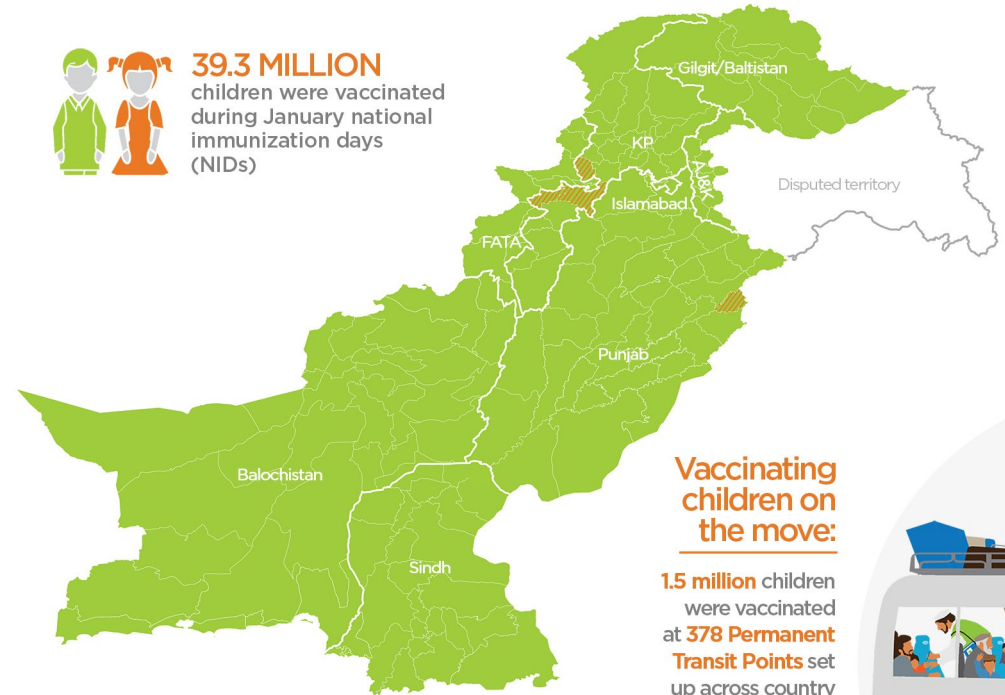 39.3 MILLION
children were vaccinated
during January national
immunization days
(NIDs)
Gilgit/Baltistan
KP
AJ&K
Disputed territory
Islamabad
FATA
Punjab
Balochistan
Sindh
Vaccinating
children on
the move:
1.5 million children
were vaccinated
at 378 Permanent
Transit Points set
up across country